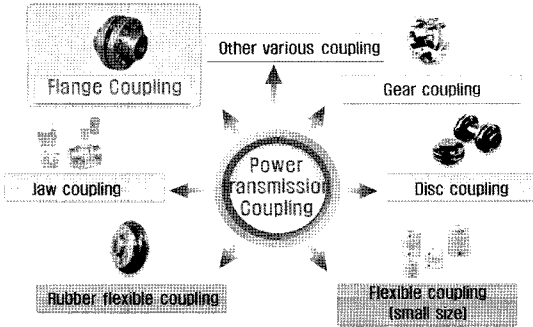 Other various coupling
Flange Coupling
Gear coupling
Power
Transmission
Coupling
Jaw coupling
Disc coupling
Rubber flexible coupling
Flexible coupling
(small size)